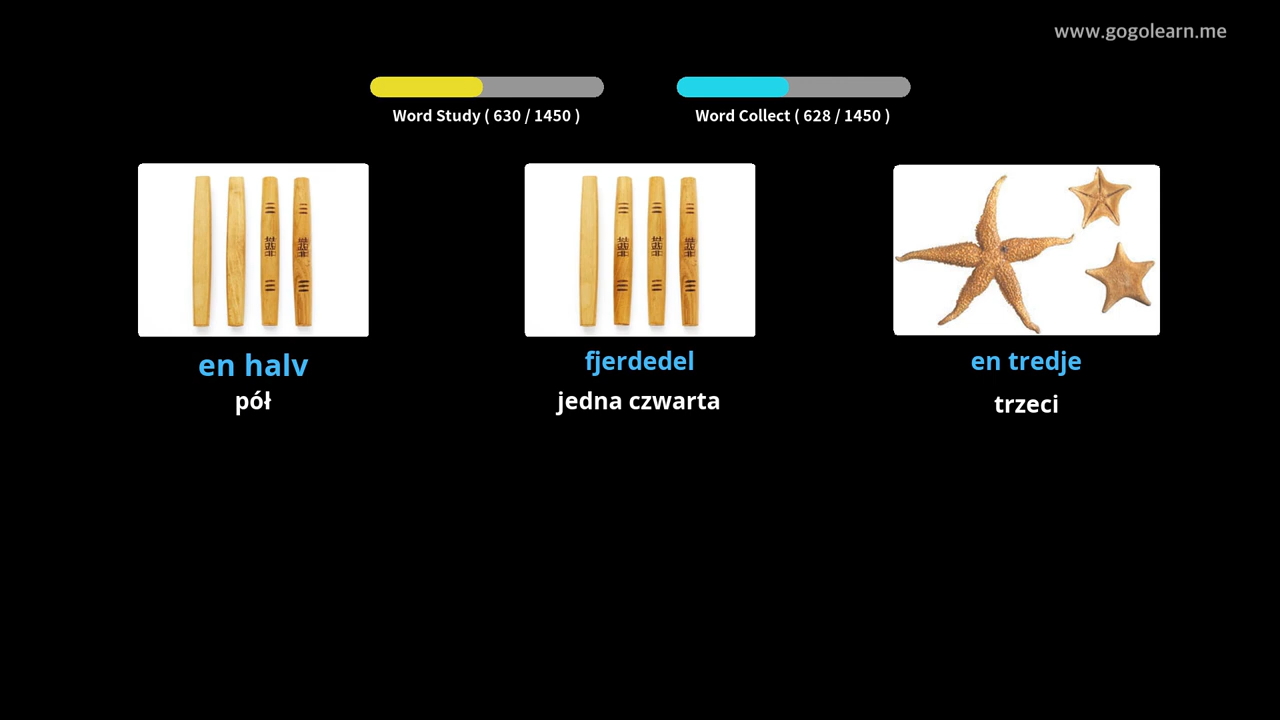 www.gogolearn.me
Word Study ( 630 / 1450 )
Word Collect ( 628 / 1450 )
en halv
pół
fjerdedel
jedna czwarta
en tredje
trzeci